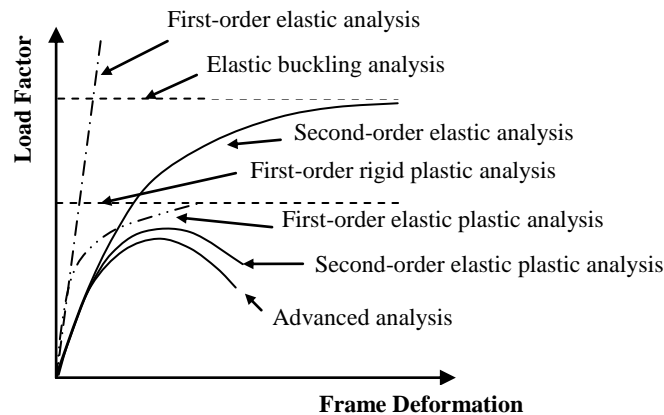 First-order elastic analysis
Elastic buckling analysis
Load Factor
Second-order elastic analysis
First-order rigid plastic analysis
First-order elastic plastic analysis
Second-order elastic plastic analysis
Advanced analysis
Frame Deformation